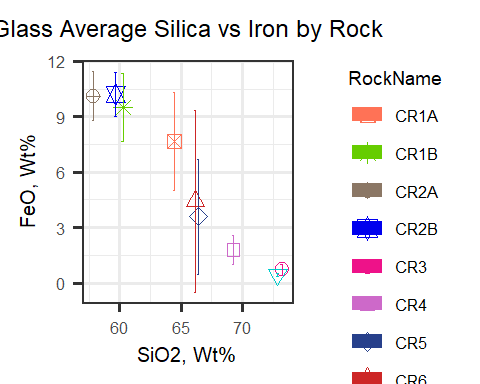 Glass Average Silica vs Iron by Rock
12
9
6
3
0
FeO, Wt%
60 65 70
SiO2, Wt%
RockName
CR1A
CR1B
CR2A
CR2B
CR3
CR4
CR5
CR6